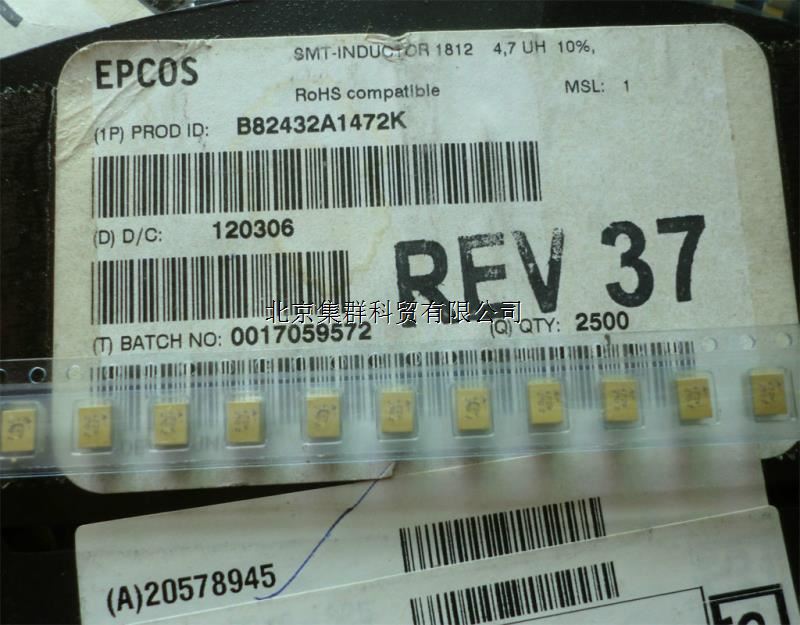 SMT-INDUCTOR 1812 4,7 UH 10%,
EPCOS
RoHS compatible MSL: 1
(1P) PROD ID: B82432A1472K
(D) D/C: 120306
REV 37
北京集群科贸有限公司
(T) BATCH NO: 0017059572 (Q) QTY: 2500
(A)20578945